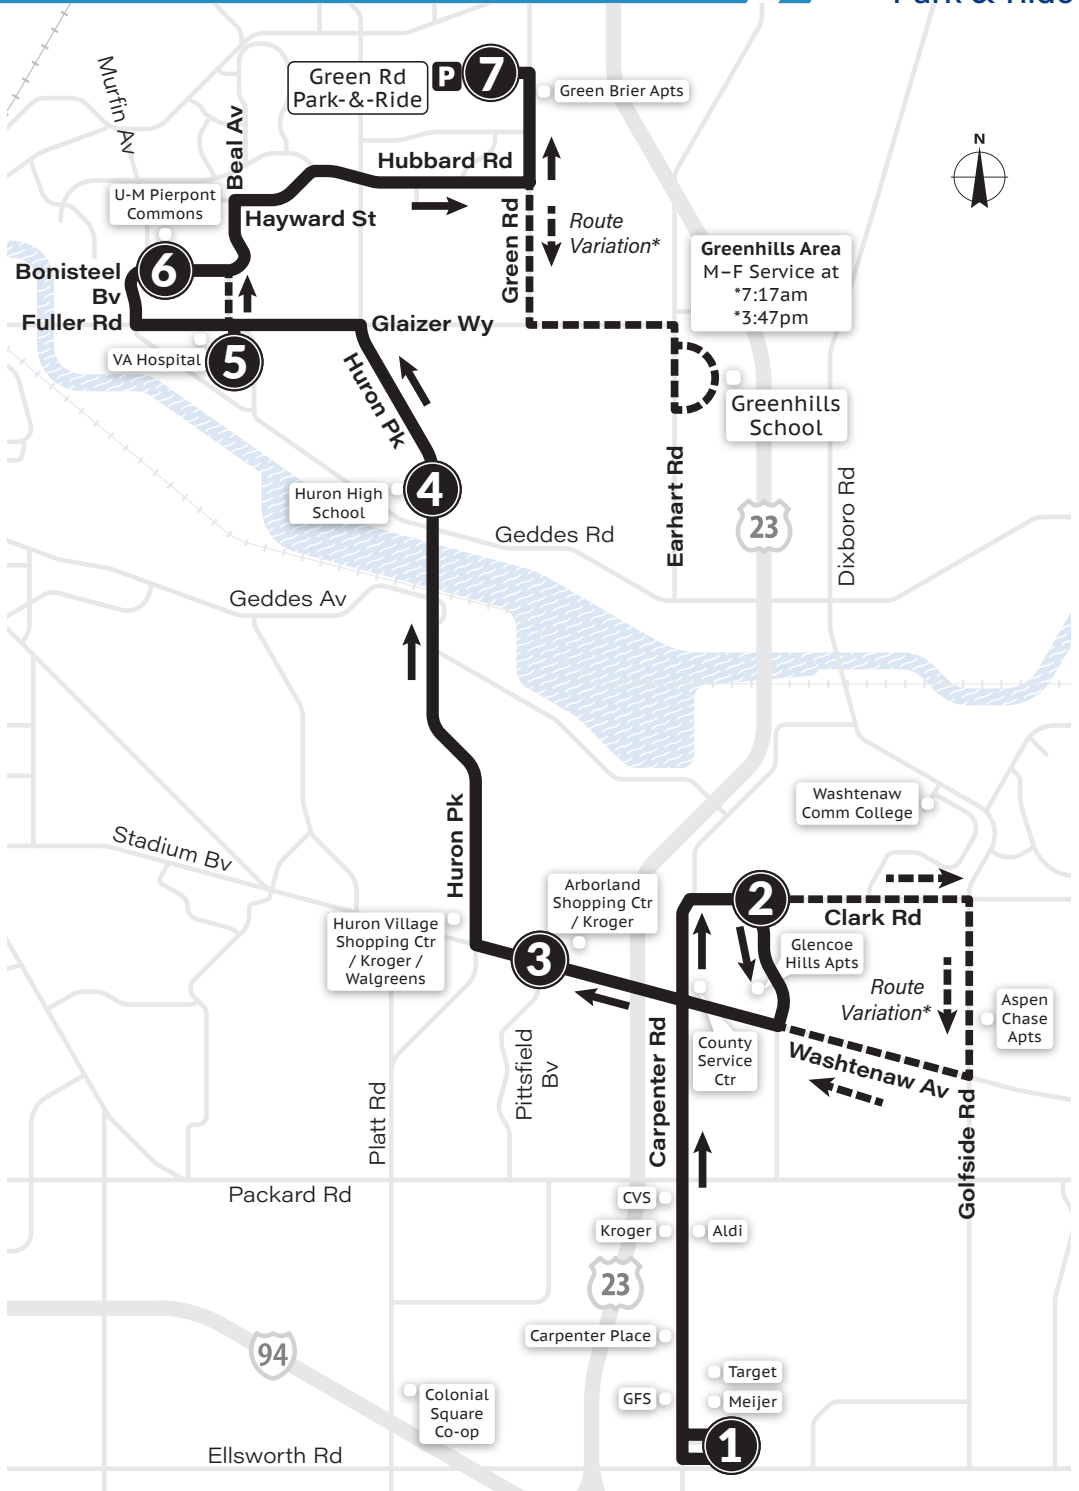 Park & Ride
Murfin Av
Beal Av
Green Rd
Park-&-Ride
P
7
Green Brier Apts
Hubbard Rd
N
U-M Pierpont
Commons
Hayward St
Green Rd
Route
Variation*
Greenhills Area
M–F Service at
*7:17am
*3:47pm
Bonisteel
Bv
6
Fuller Rd
Glaizer Wy
VA Hospital
5
Huron Pk
Greenhills
School
4
Huron High
School
Earhart Rd
Dixboro Rd
23
Geddes Rd
Geddes Av
Huron Pk
Washtenaw
Comm College
Stadium Bv
Arborland
Shopping Ctr
/ Kroger
2
Clark Rd
Huron Village
Shopping Ctr
/ Kroger /
Walgreens
3
Glencoe
Hills Apts
Route
Variation*
Aspen
Chase
Apts
County
Service
Ctr
Washtenaw Av
Pittsfield
Bv
Carpenter Rd
Platt Rd
Golfside Rd
Packard Rd
CVS
Kroger
Aldi
23
Carpenter Place
94
Target
GFS
Meijer
Colonial
Square
Co-op
1
Ellsworth Rd